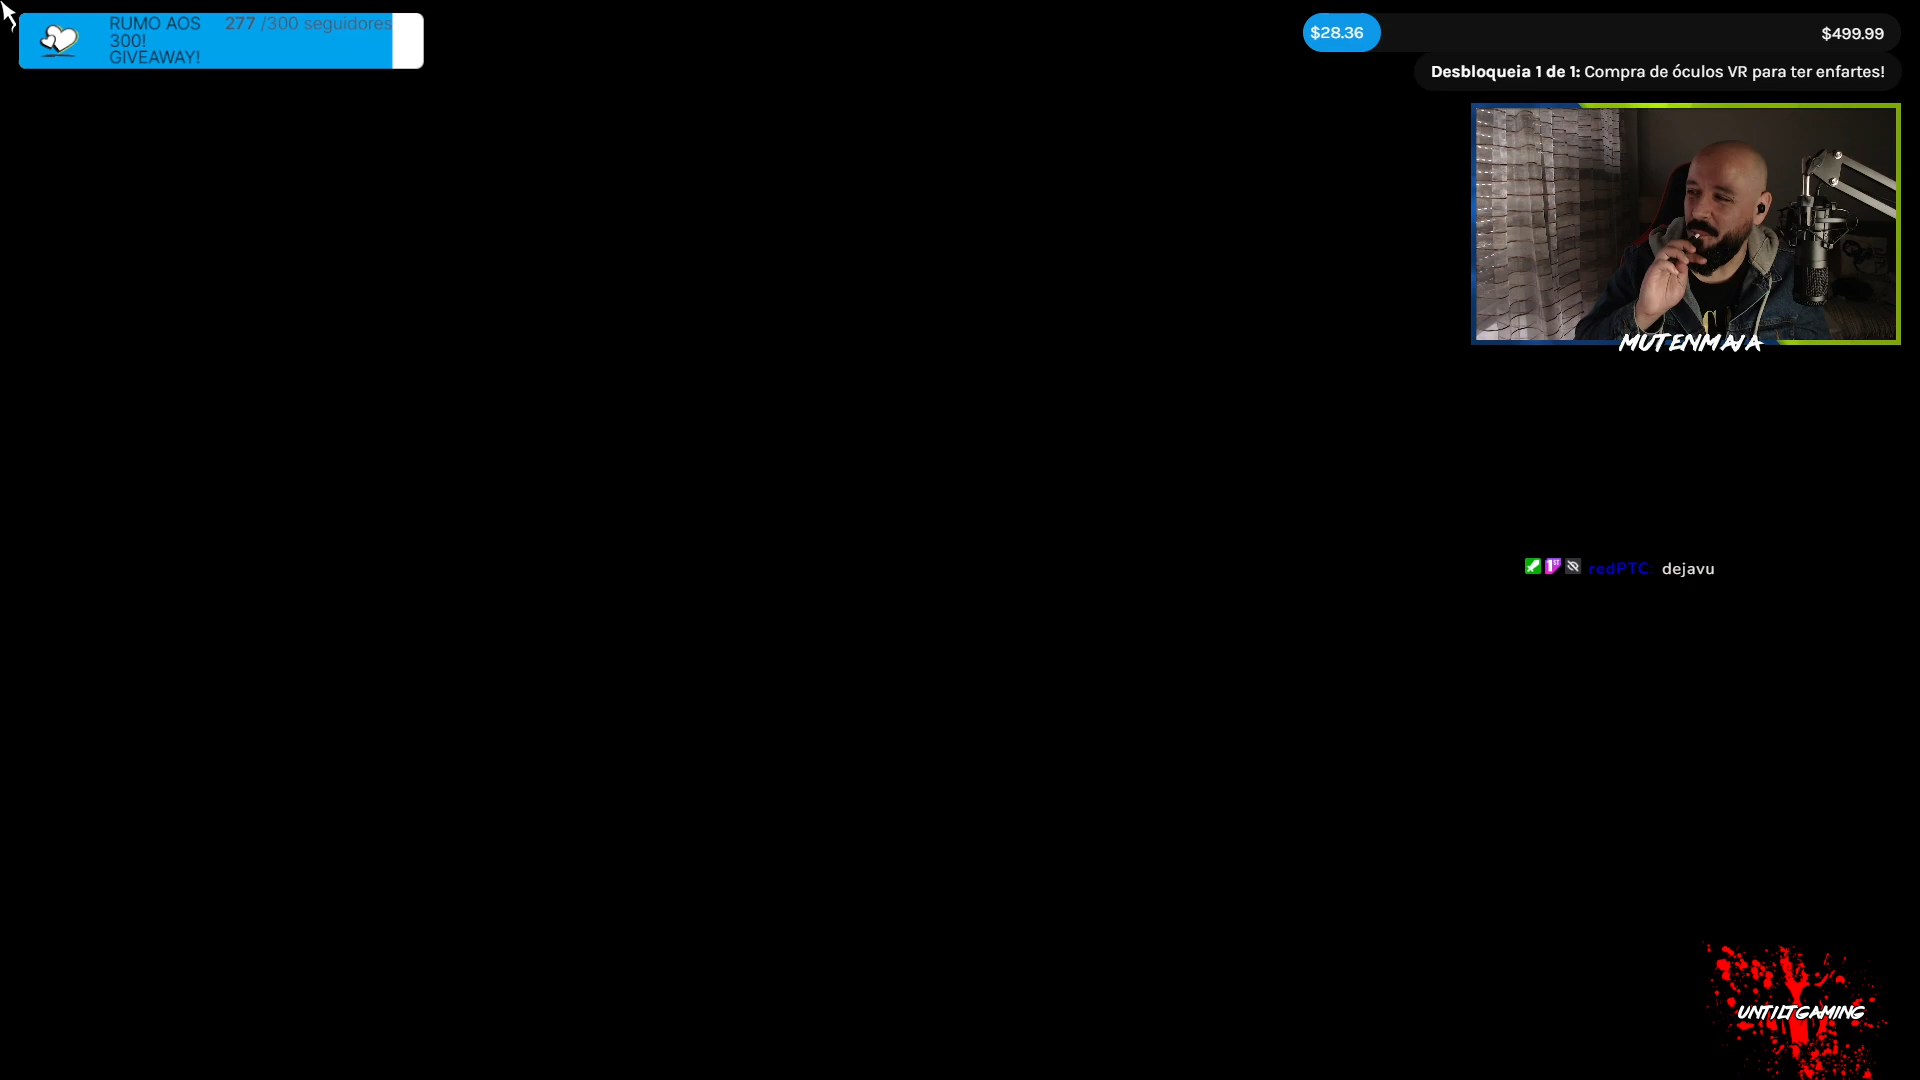 RUMO AOS 300! GIVEAWAY!
277 /300 seguidores
$28.36
$499.99
Desbloqueia 1 de 1: Compra de óculos VR para ter enfartes!
MUTENMAJA
redPTC dejavu
UNTILTGAMING